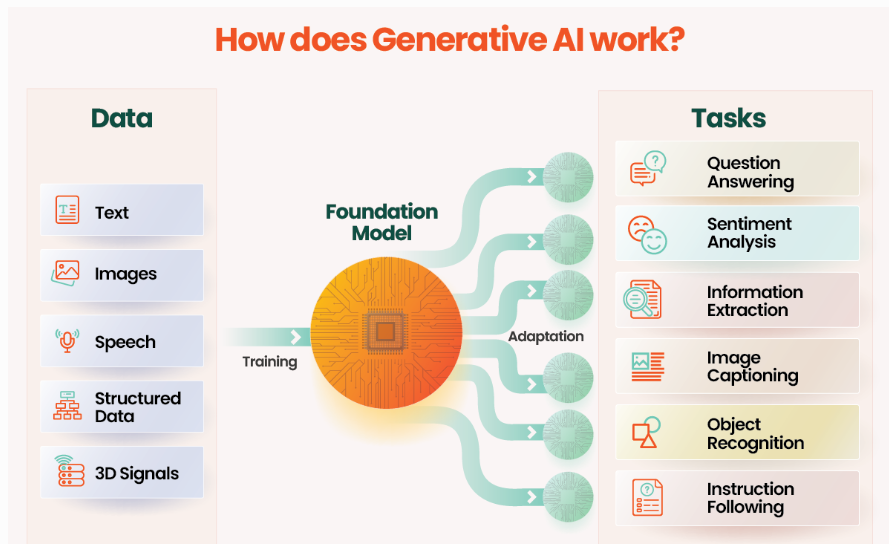 How does Generative AI work?
Data
Text
Images
Speech
Structured
Data
3D Signals
Training
Foundation
Model
Adaptation
Tasks
Question
Answering
Sentiment
Analysis
Information
Extraction
Image
Captioning
Object
Recognition
Instruction
Following